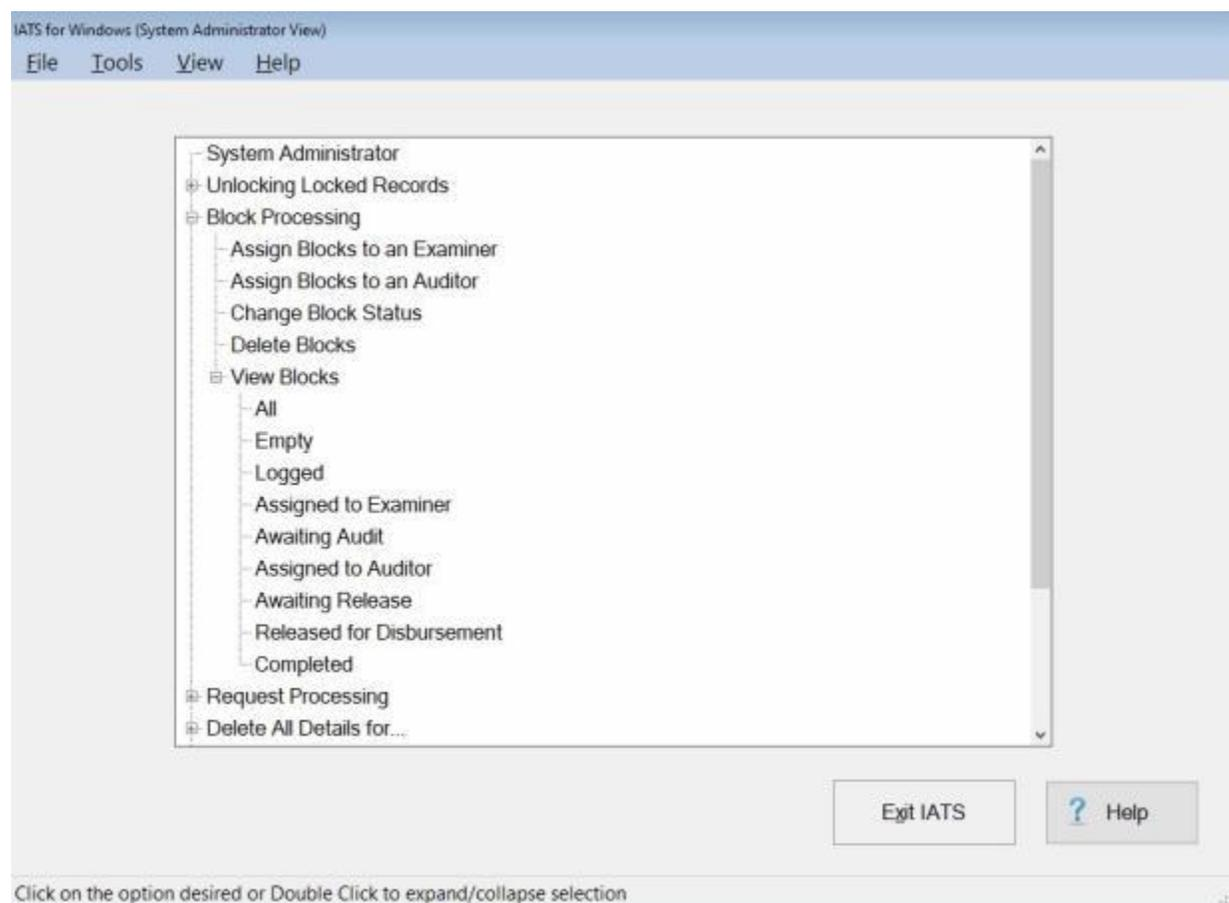 IATS for Windows (System Administrator View)
File Tools View Help
System Administrator
Unlocking Locked Records
Block Processing
Assign Blocks to an Examiner
Assign Blocks to an Auditor
Change Block Status
Delete Blocks
View Blocks
All
Empty
Logged
Assigned to Examiner
Awaiting Audit
Assigned to Auditor
Awaiting Release
Released for Disbursement
Completed
Request Processing
Delete All Details for...
Exit IATS ? Help
Click on the option desired or Double Click to expand/collapse selection